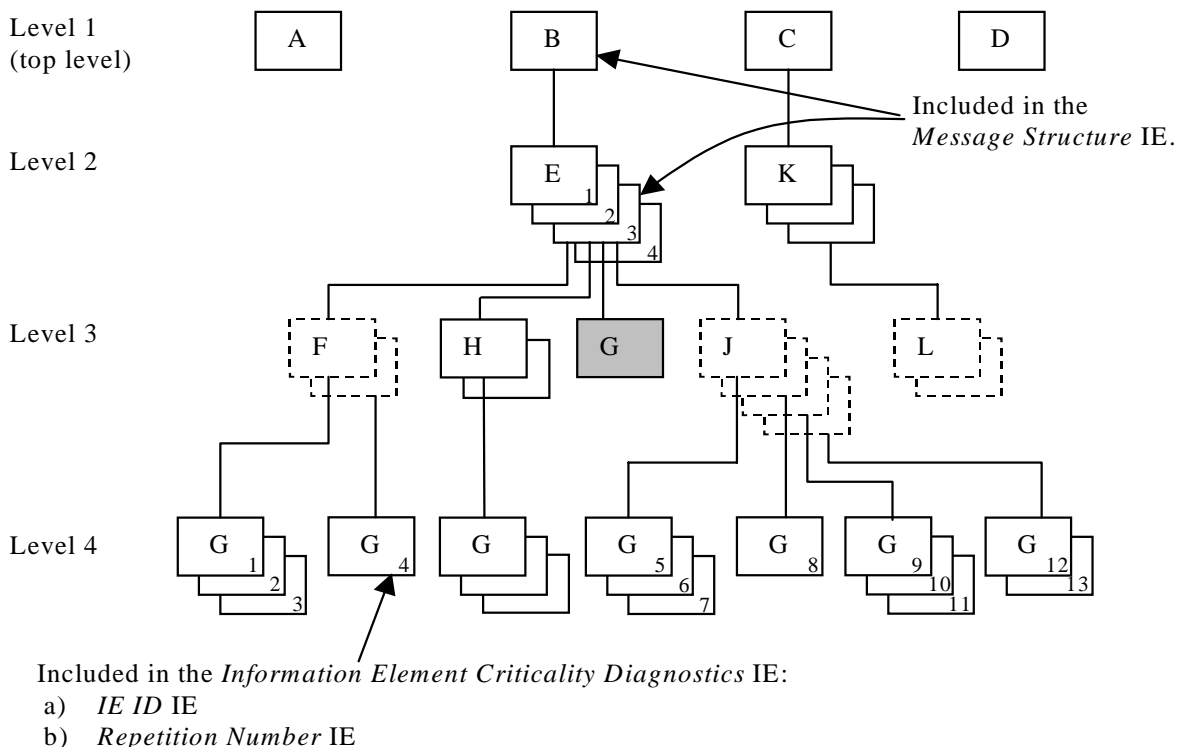 Level 1
(top level)
A
B
C
D
Included in the
Message Structure IE.
Level 2
E
1
2
3
4
K
Level 3
F
H
G
J
L
Level 4
G
1
2
3
G
4
G
G
5
6
7
G
8
G
9
10
11
G
12
13
Included in the Information Element Criticality Diagnostics IE:
a) IE ID IE
b) Repetition Number IE